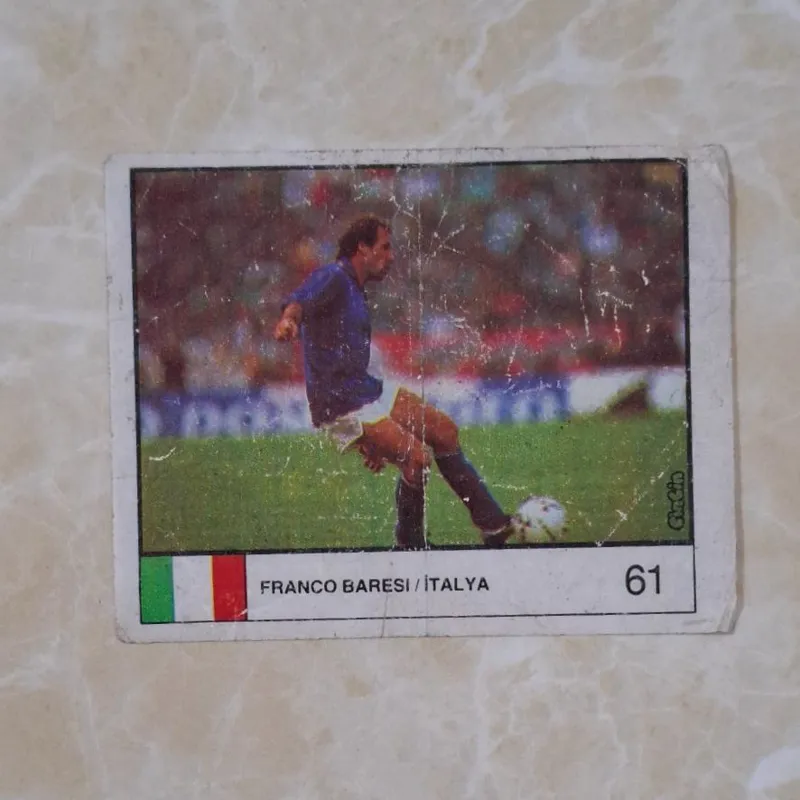 FRANCO BARESI / İTALYA
61